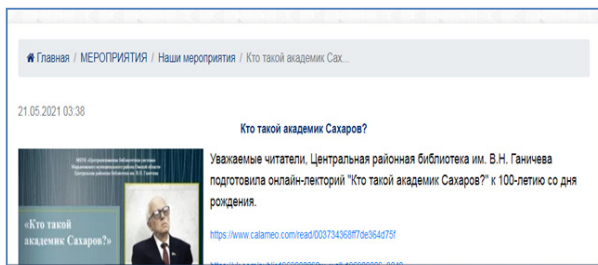 Главная / МЕРОПРИЯТИЯ / Наши мероприятия / Кто такой академик Сах...
21.05.2021 03:38
Кто такой академик Сахаров?
Уважаемые читатели, Центральная районная библиотека им. В.Н. Ганичева
подготовила онлайн-лекторий "Кто такой академик Сахаров?" к 100-летию со дня
рождения.
https://www.calameo.com/read/003734368ff7de364d75f
«Кто такой
академик Сахаров?»